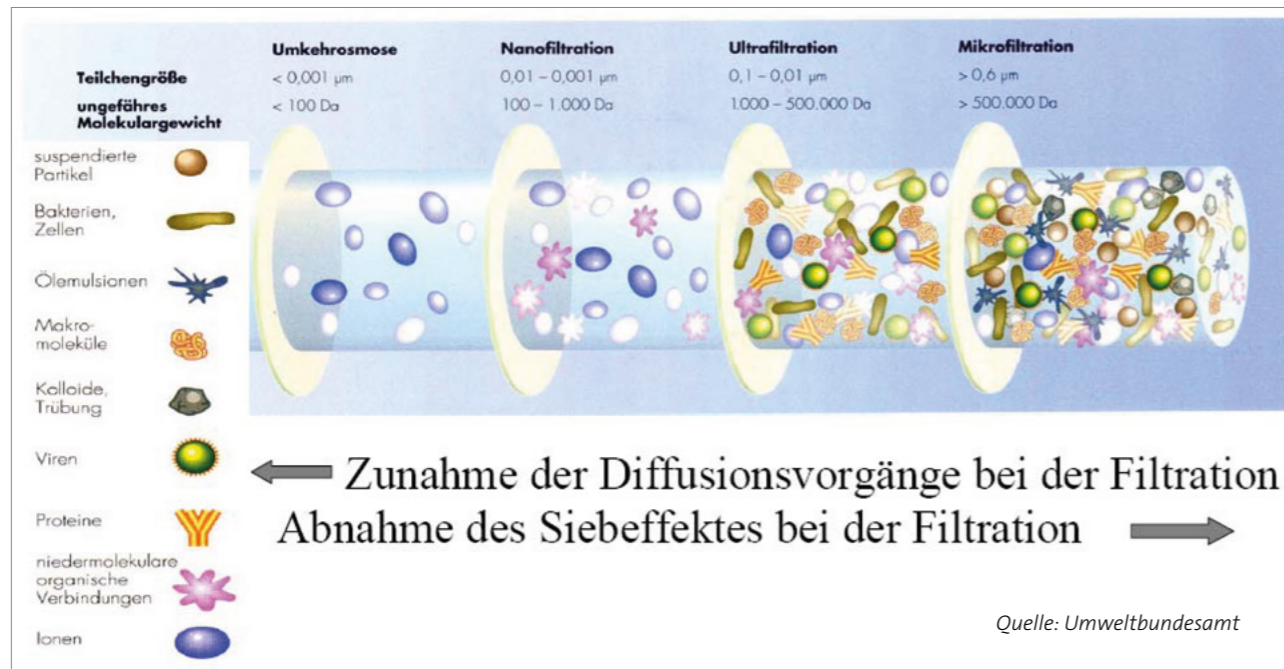 Umkehrosmose
Nanofiltration
Ultrafiltration
Mikrofiltration
Teilchengröße
< 0,001 µm
0,01 – 0,001 µm
0,1 – 0,01 µm
> 0,6 µm
ungefähres
Molekulargewicht
< 100 Da
100 – 1.000 Da
1.000 – 500.000 Da
> 500.000 Da
suspendierte
Partikel
Bakterien,
Zellen
Ölemulsionen
Makro-
moleküle
Kolloide,
Trübung
Viren
Proteine
niedermolekulare
organische
Verbindungen
Ionen
Zunahme der Diffusionsvorgänge bei der Filtration
Abnahme des Siebeffektes bei der Filtration
Quelle: Umweltbundesamt